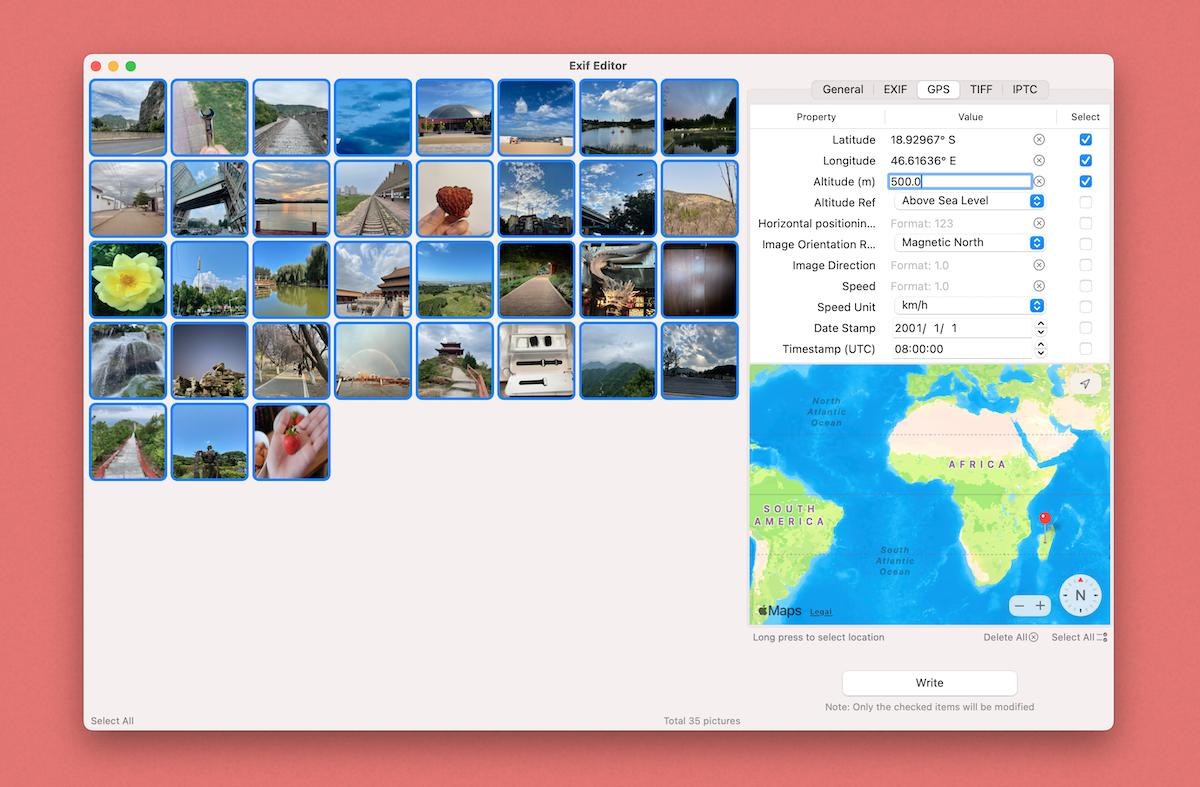 Exif Editor
General EXIF GPS TIFF IPTC
Property Value Select
Latitude 18.92967° S
Longitude 46.61636° E
Altitude (m) 500.0
Altitude Ref Above Sea Level
Horizontal positionin... Format: 123
Image Orientation R... Magnetic North
Image Direction Format: 1.0
Speed Format: 1.0
Speed Unit km/h
Date Stamp 2001/ 1/ 1
Timestamp (UTC) 08:00:00
North
Atlantic
Ocean
AFRICA
SOUTH
AMERICA
South
Atlantic
Ocean
N
Maps Legal
Long press to select location Delete All Select All
Write
Note: Only the checked items will be modified
Select All Total 35 pictures